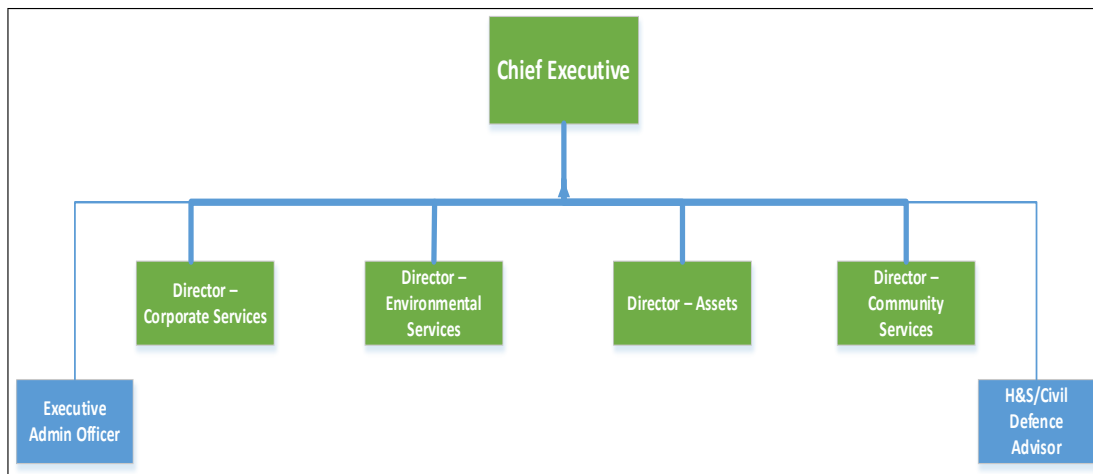 Chief Executive
Director –
Corporate Services
Director –
Environmental
Services
Director – Assets
Director –
Community
Services
Executive
Admin Officer
H&S/Civil
Defence
Advisor